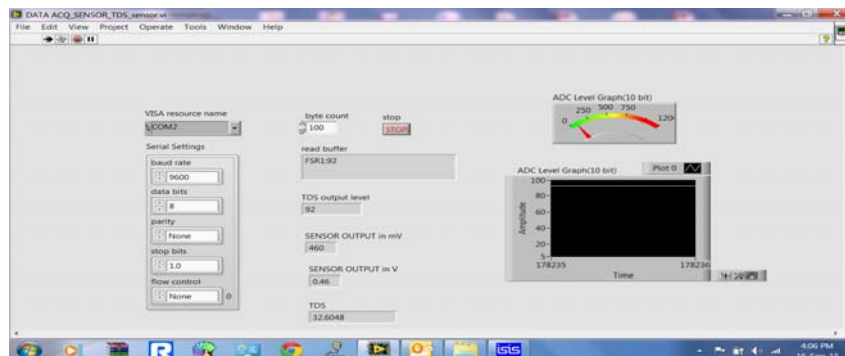 DATA ACQ_SENSOR_TDS_sensor.vi
File Edit View Project Operate Tools Window Help
VISA resource name
COM2
Serial Settings
baud rate
9600
data bits
8
parity
None
stop bits
1.0
flow control
None 0
byte count
100
stop
STOP
read buffer
FSR1:92
TDS output level
92
SENSOR OUTPUT in mV
460
SENSOR OUTPUT in V
0.46
TDS
32.6048
ADC Level Graph(10 bit)
0 250 500 750 120
ADC Level Graph(10 bit) Plot 0
Amplitude
100
80
60
40
20
5
178235 178236
Time
isis
4:06 PM